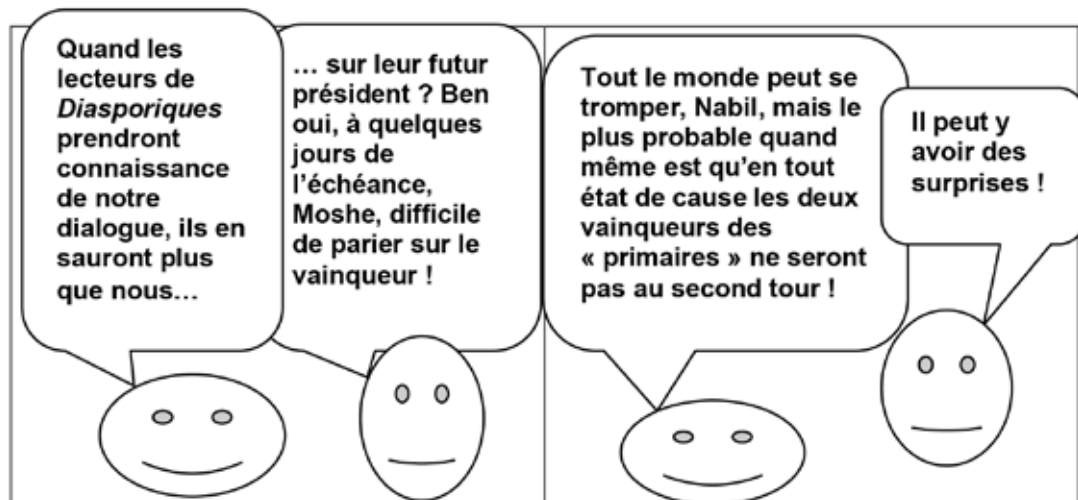 Quand les
lecteurs de
Diasporiques
prendront
connaissance
de notre
dialogue, ils en
sauront plus
que nous…
… sur leur futur
président ? Ben
oui, à quelques
jours de
l’échéance,
Moshe, difficile
de parier sur le
vainqueur !
Tout le monde peut se
tromper, Nabil, mais le
plus probable quand
même est qu’en tout
état de cause les deux
vainqueurs des
« primaires » ne seront
pas au second tour !
Il peut y
avoir des
surprises !